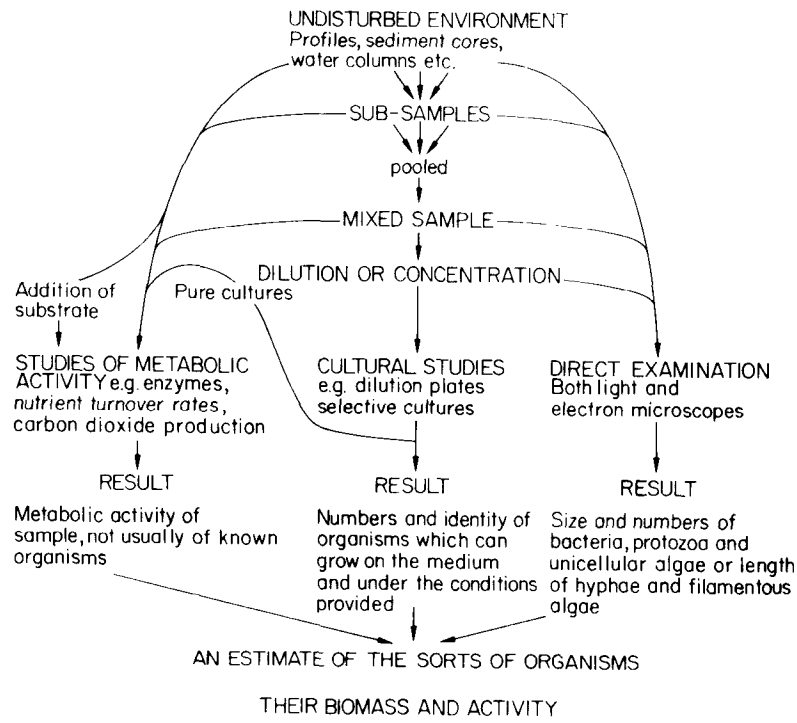 UNDISTURBED ENVIRONMENT
Profiles, sediment cores,
water columns etc.
SUB-SAMPLES
pooled
MIXED SAMPLE
DILUTION OR CONCENTRATION
Addition of
substrate
Pure cultures
STUDIES OF METABOLIC
ACTIVITY e.g. enzymes,
nutrient turnover rates,
carbon dioxide production
CULTURAL STUDIES
e.g. dilution plates
selective cultures
DIRECT EXAMINATION
Both light and
electron microscopes
RESULT
Metabolic activity of
sample, not usually of known
organisms
RESULT
Numbers and identity of
organisms which can
grow on the medium
and under the conditions
provided
RESULT
Size and numbers of
bacteria, protozoa and
unicellular algae or length
of hyphae and filamentous
algae
AN ESTIMATE OF THE SORTS OF ORGANISMS
THEIR BIOMASS AND ACTIVITY